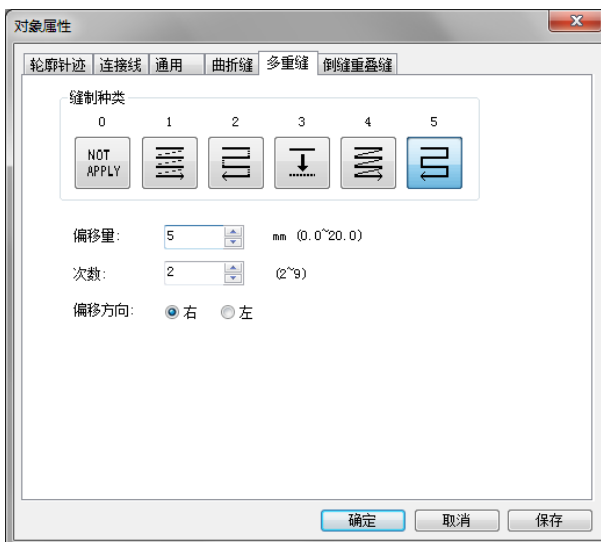 对象属性
轮廓针迹 连接线 通用 曲折缝 多重缝 倒缝重叠缝
缝制种类
0 1 2 3 4 5
NOT
APPLY
偏移量: 5 mm (0.0~20.0)
次数: 2 (2~9)
偏移方向: 右 左
确定 取消 保存